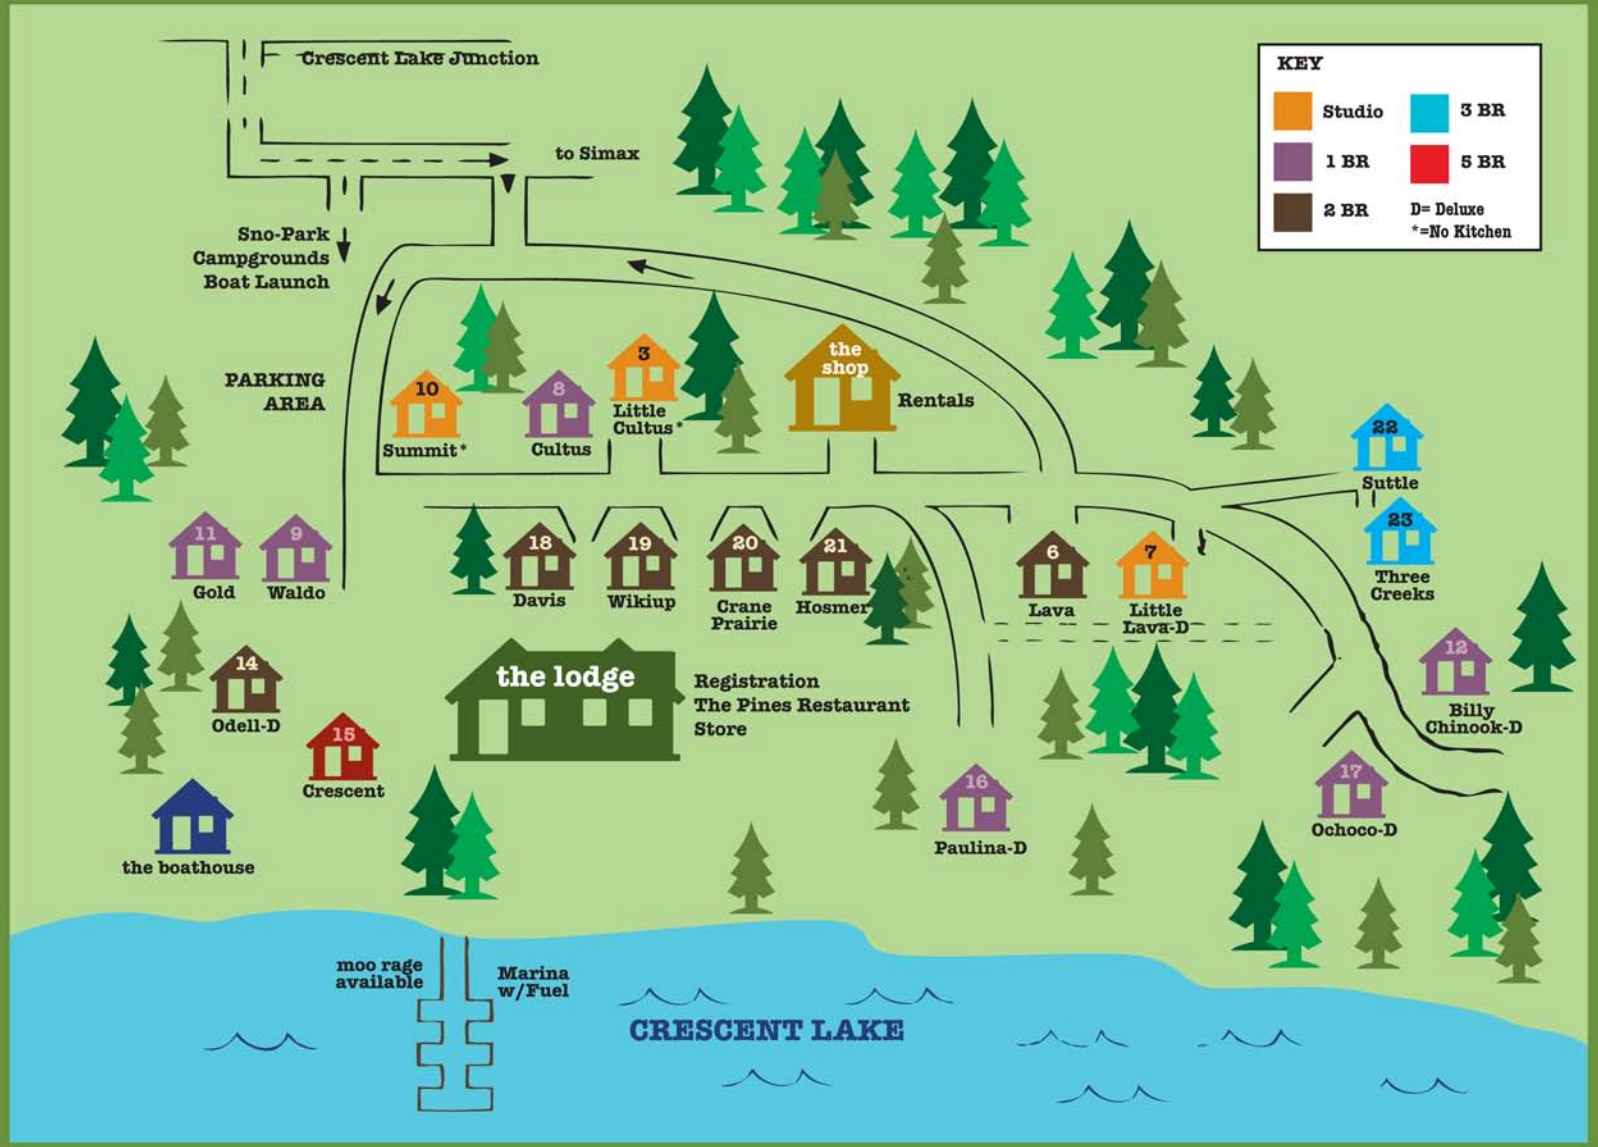 Crescent Lake Junction
to Simax
Sno-Park
Campgrounds
Boat Launch
KEY
Studio
3 BR
1 BR
5 BR
2 BR
D= Deluxe
*=No Kitchen
PARKING
AREA
10
Summit*
8
Cultus
3
Little
Cultus*
the
shop
Rentals
22
Suttle
23
Three
Creeks
11
Gold
9
Waldo
18
Davis
19
Wikiup
20
Crane
Prairie
21
Hosmer
6
Lava
7
Little
Lava-D
12
Billy
Chinook-D
14
Odell-D
the lodge
Registration
The Pines Restaurant
Store
15
Crescent
16
Paulina-D
17
Ochoco-D
the boathouse
moo rage
available
Marina
w/Fuel
CRESCENT LAKE